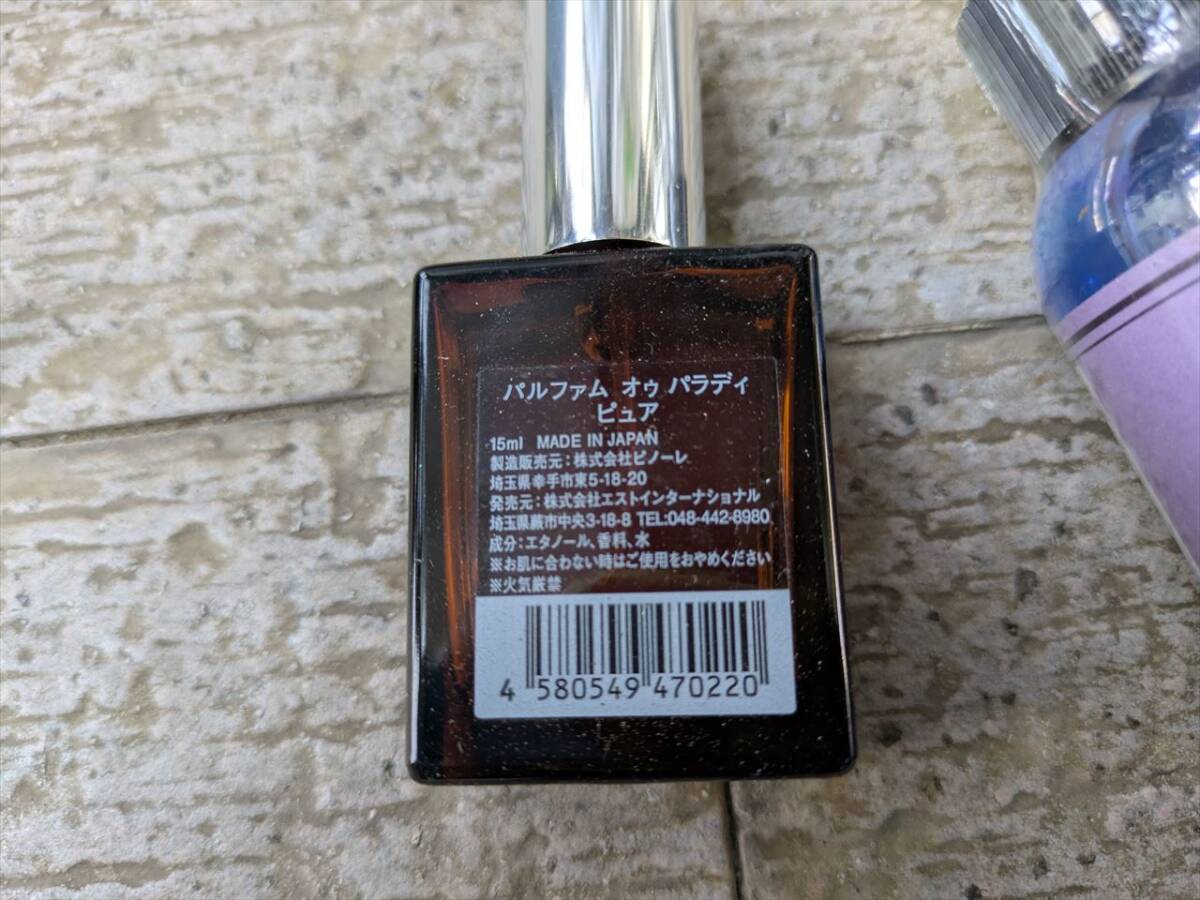 パルファム オゥ パラディ
ピュア
15ml MADE IN JAPAN
製造販売元：株式会社ピノーレ
埼玉県幸手市東5-18-20
発売元：株式会社エストインターナショナル
埼玉県蕨市中央3-18-8 TEL:048-442-8980
成分：エタノール、香料、水
※お肌に合わない時はご使用をおやめください
※火気厳禁
4 580549 470220